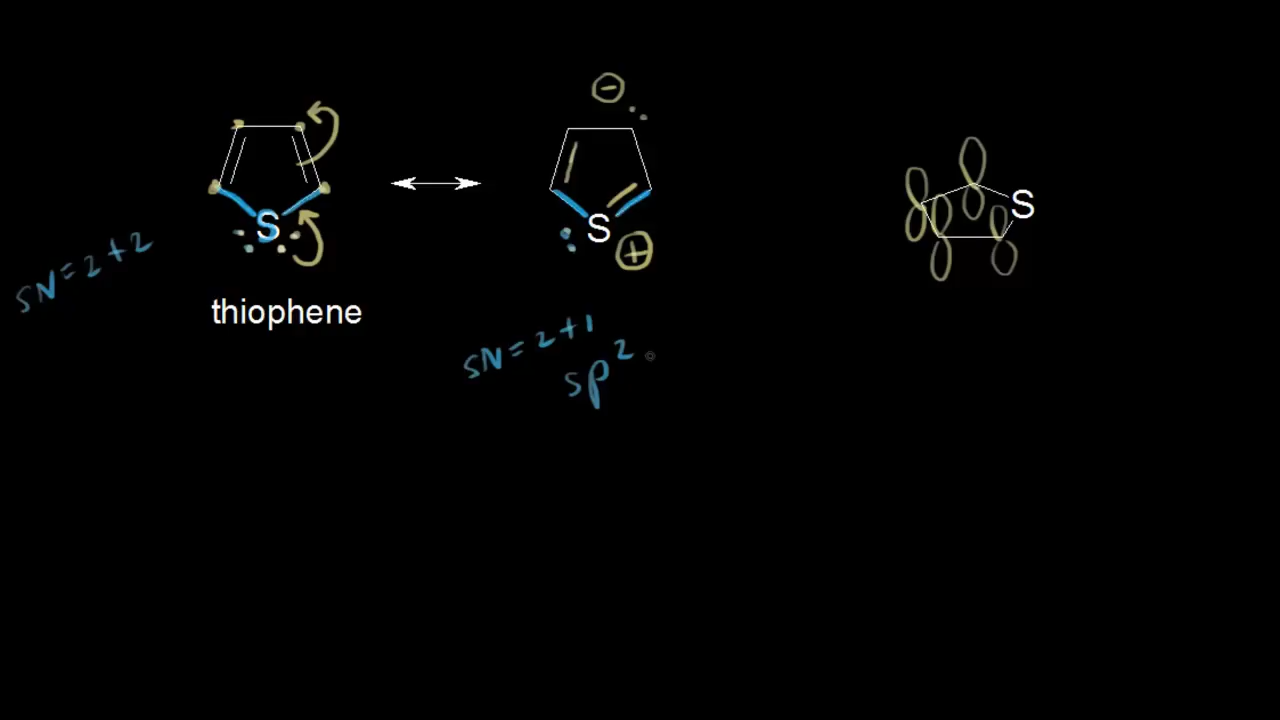 S
S
⊖
⊕
S
SN=2+2
thiophene
SN=2+1
sp²